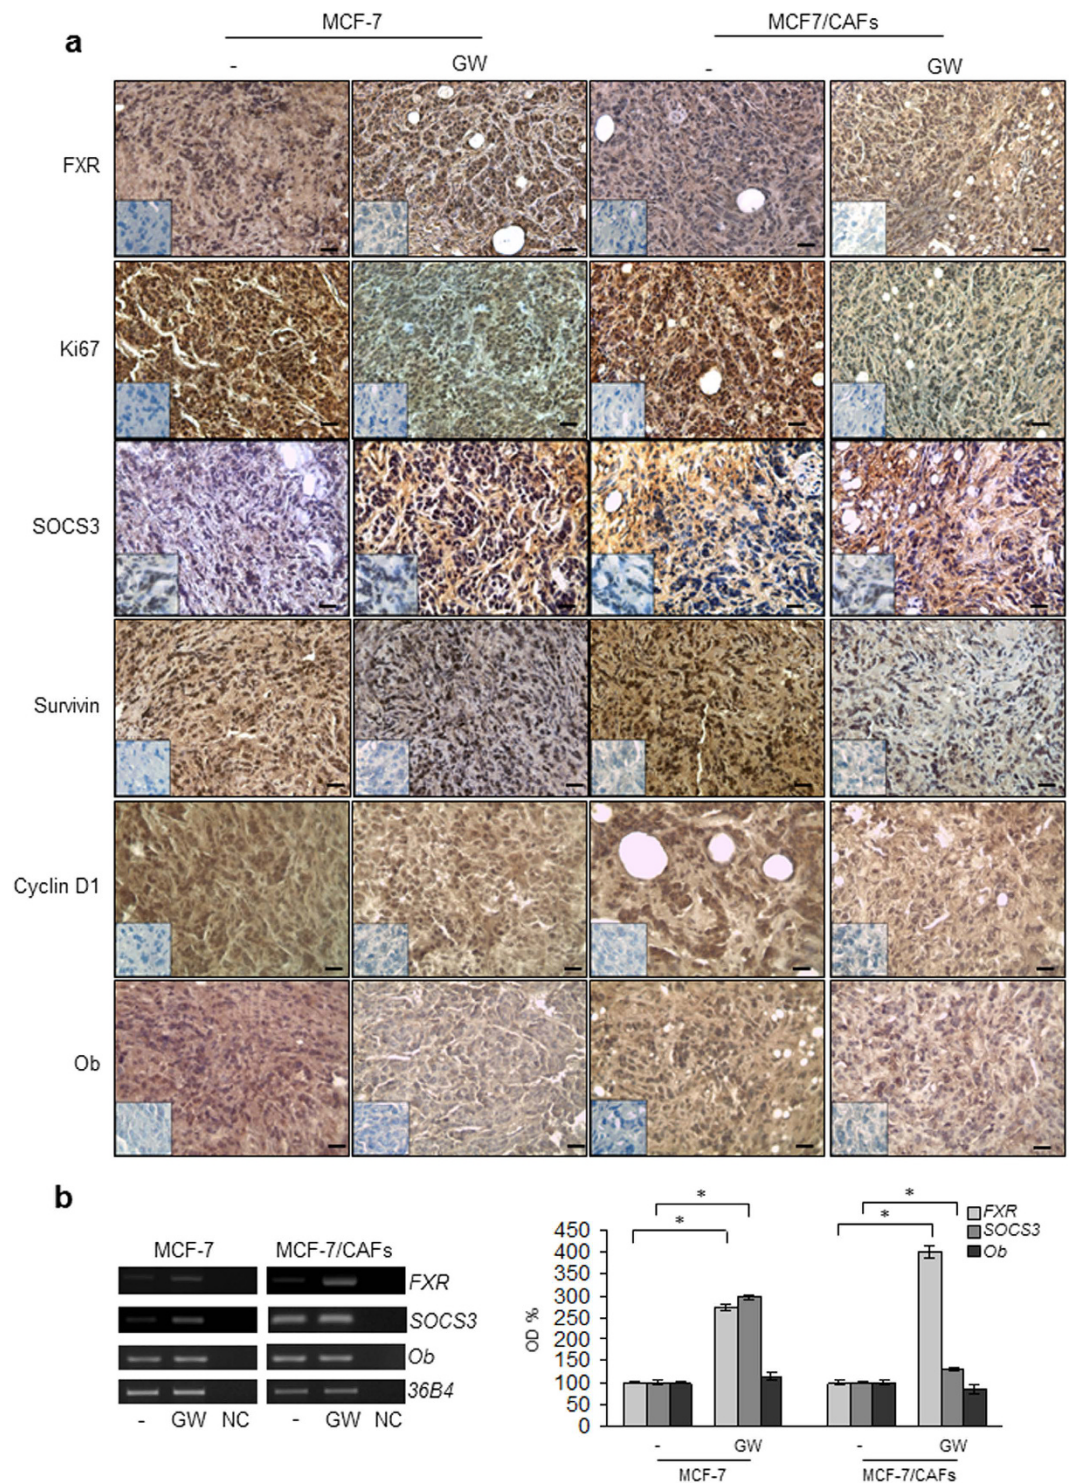 a
MCF-7
MCF7/CAFs
-
GW
-
GW
FXR
Ki67
SOCS3
Survivin
Cyclin D1
Ob
b
MCF-7
MCF-7/CAFs
FXR
SOCS3
Ob
36B4
-
GW
NC
-
GW
NC
*
*
*
*
FXR
SOCS3
Ob
OD %
450
400
350
300
250
200
150
100
50
0
-
GW
-
GW
MCF-7
MCF-7/CAFs